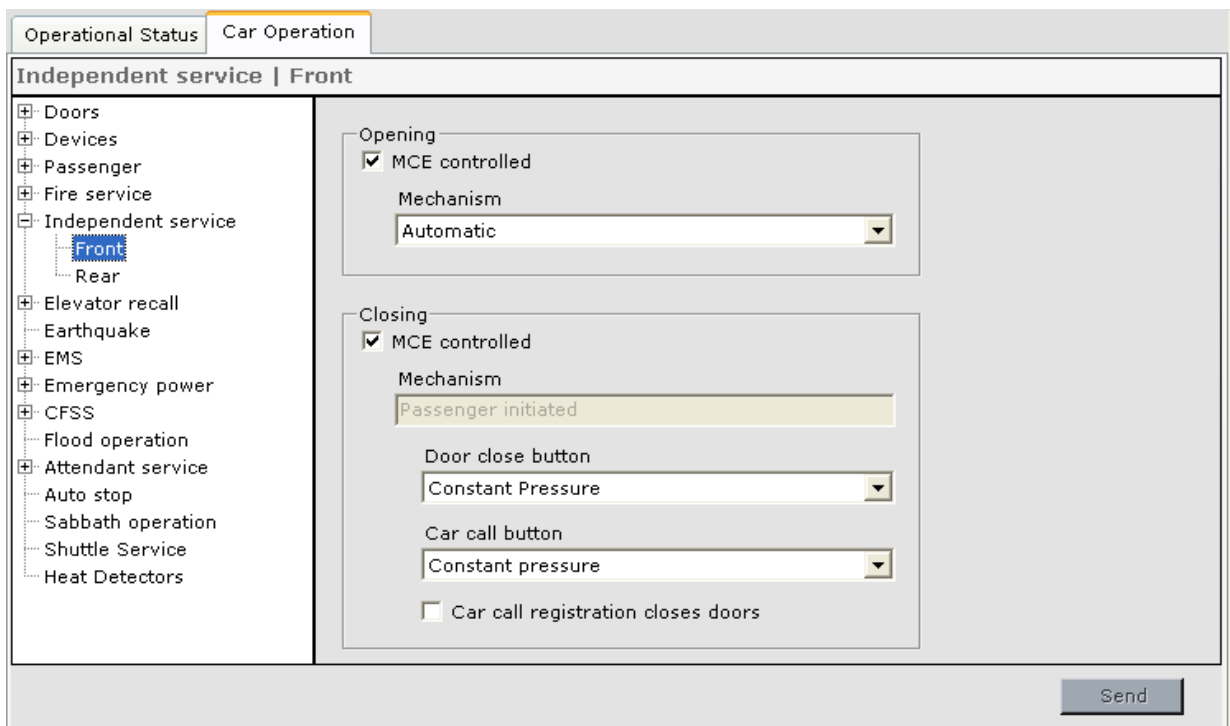 Operational Status
Car Operation
Independent service | Front
Doors
Devices
Passenger
Fire service
Independent service
Front
Rear
Elevator recall
Earthquake
EMS
Emergency power
CFSS
Flood operation
Attendant service
Auto stop
Sabbath operation
Shuttle Service
Heat Detectors
Opening
MCE controlled
Mechanism
Automatic
Closing
MCE controlled
Mechanism
Passenger initiated
Door close button
Constant Pressure
Car call button
Constant pressure
Car call registration closes doors
Send